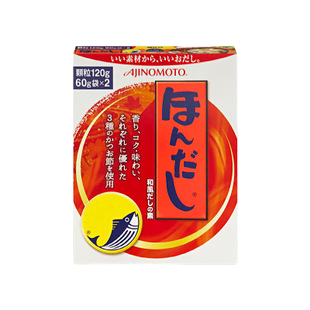 いい素材から、いいおだし。
AJINOMOTO®
顆粒120g
60g袋×2
ほんだし®
和風だしの素
香り、コク・味わい、
それぞれに優れた
3種のかつお節を使用